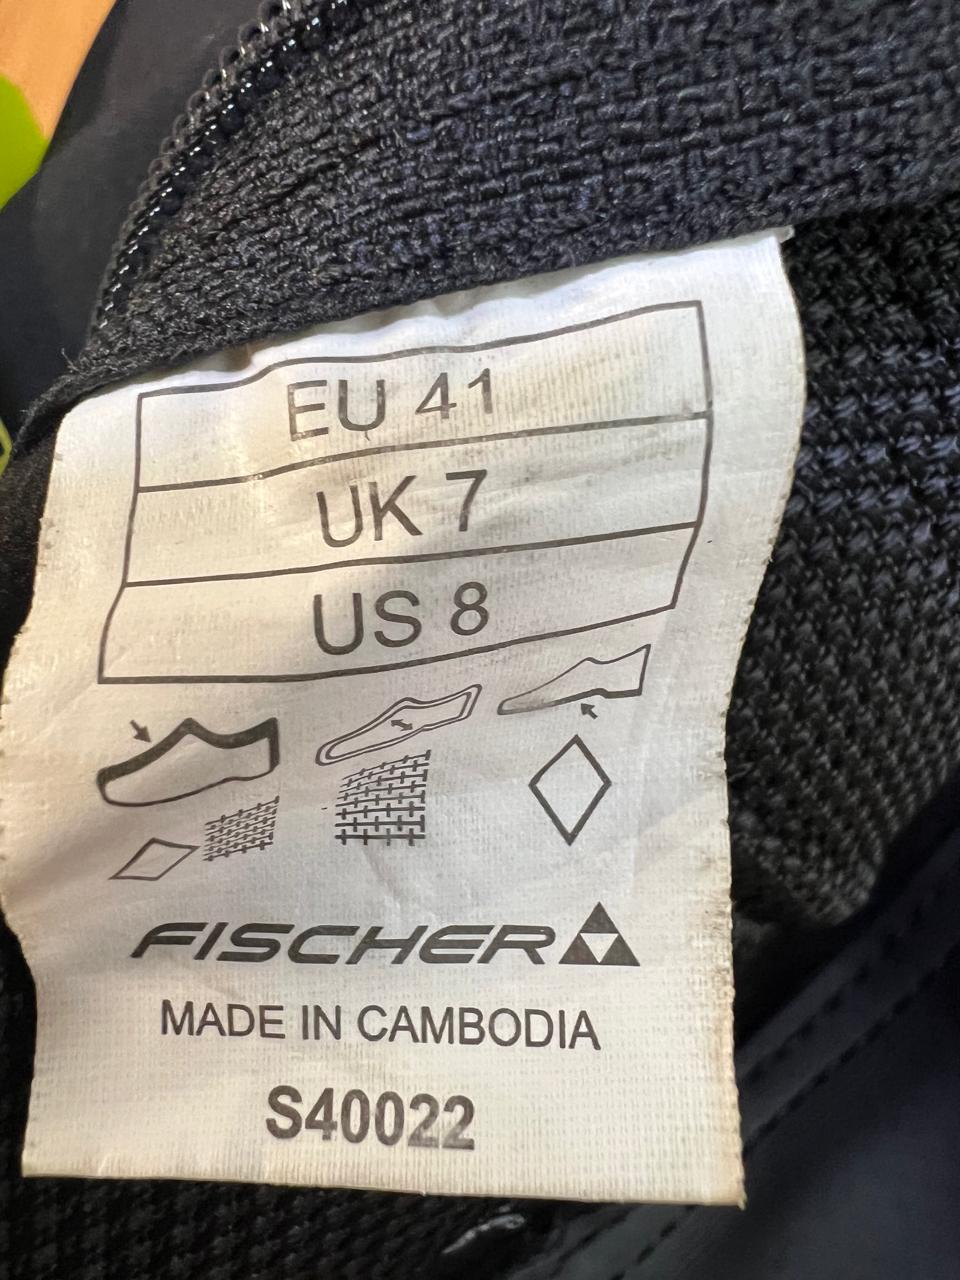 EU 41
UK 7
US 8
FISCHER
MADE IN CAMBODIA
S40022